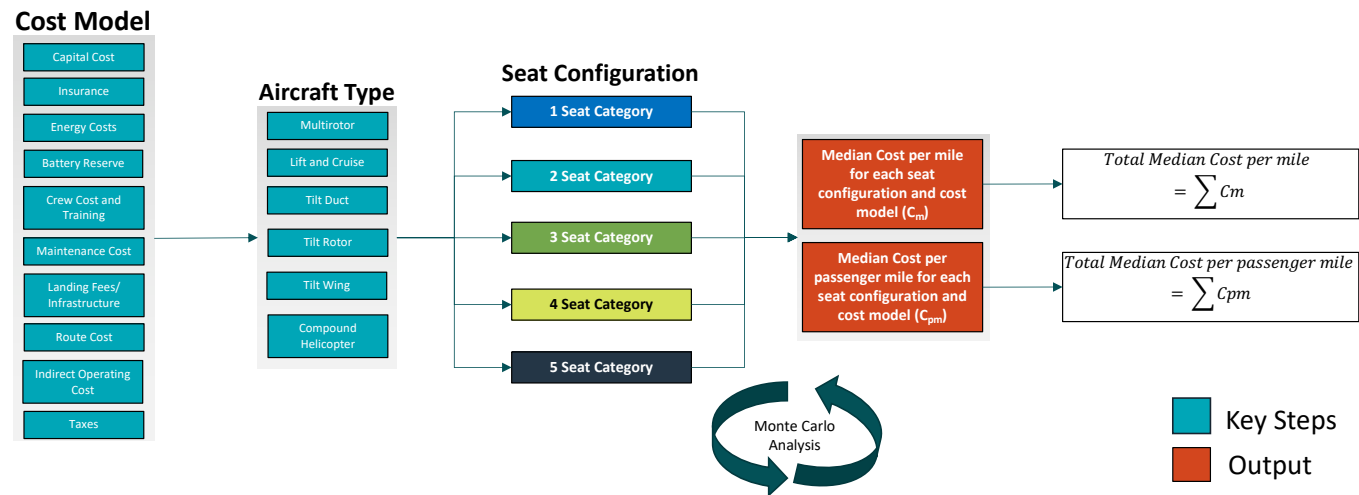 Cost Model
Capital Cost
Insurance
Energy Costs
Battery Reserve
Crew Cost and
Training
Maintenance Cost
Landing Fees/
Infrastructure
Route Cost
Indirect Operating
Cost
Taxes
Aircraft Type
Multirotor
Lift and Cruise
Tilt Duct
Tilt Rotor
Tilt Wing
Compound
Helicopter
Seat Configuration
1 Seat Category
2 Seat Category
3 Seat Category
4 Seat Category
5 Seat Category
Median Cost per mile
for each seat
configuration and cost
model (Cm)
Median Cost per
passenger mile for each
seat configuration and
cost model (Cpm)
Total Median Cost per mile
= ∑ Cm
Total Median Cost per passenger mile
= ∑ Cpm
Monte Carlo
Analysis
Key Steps
Output